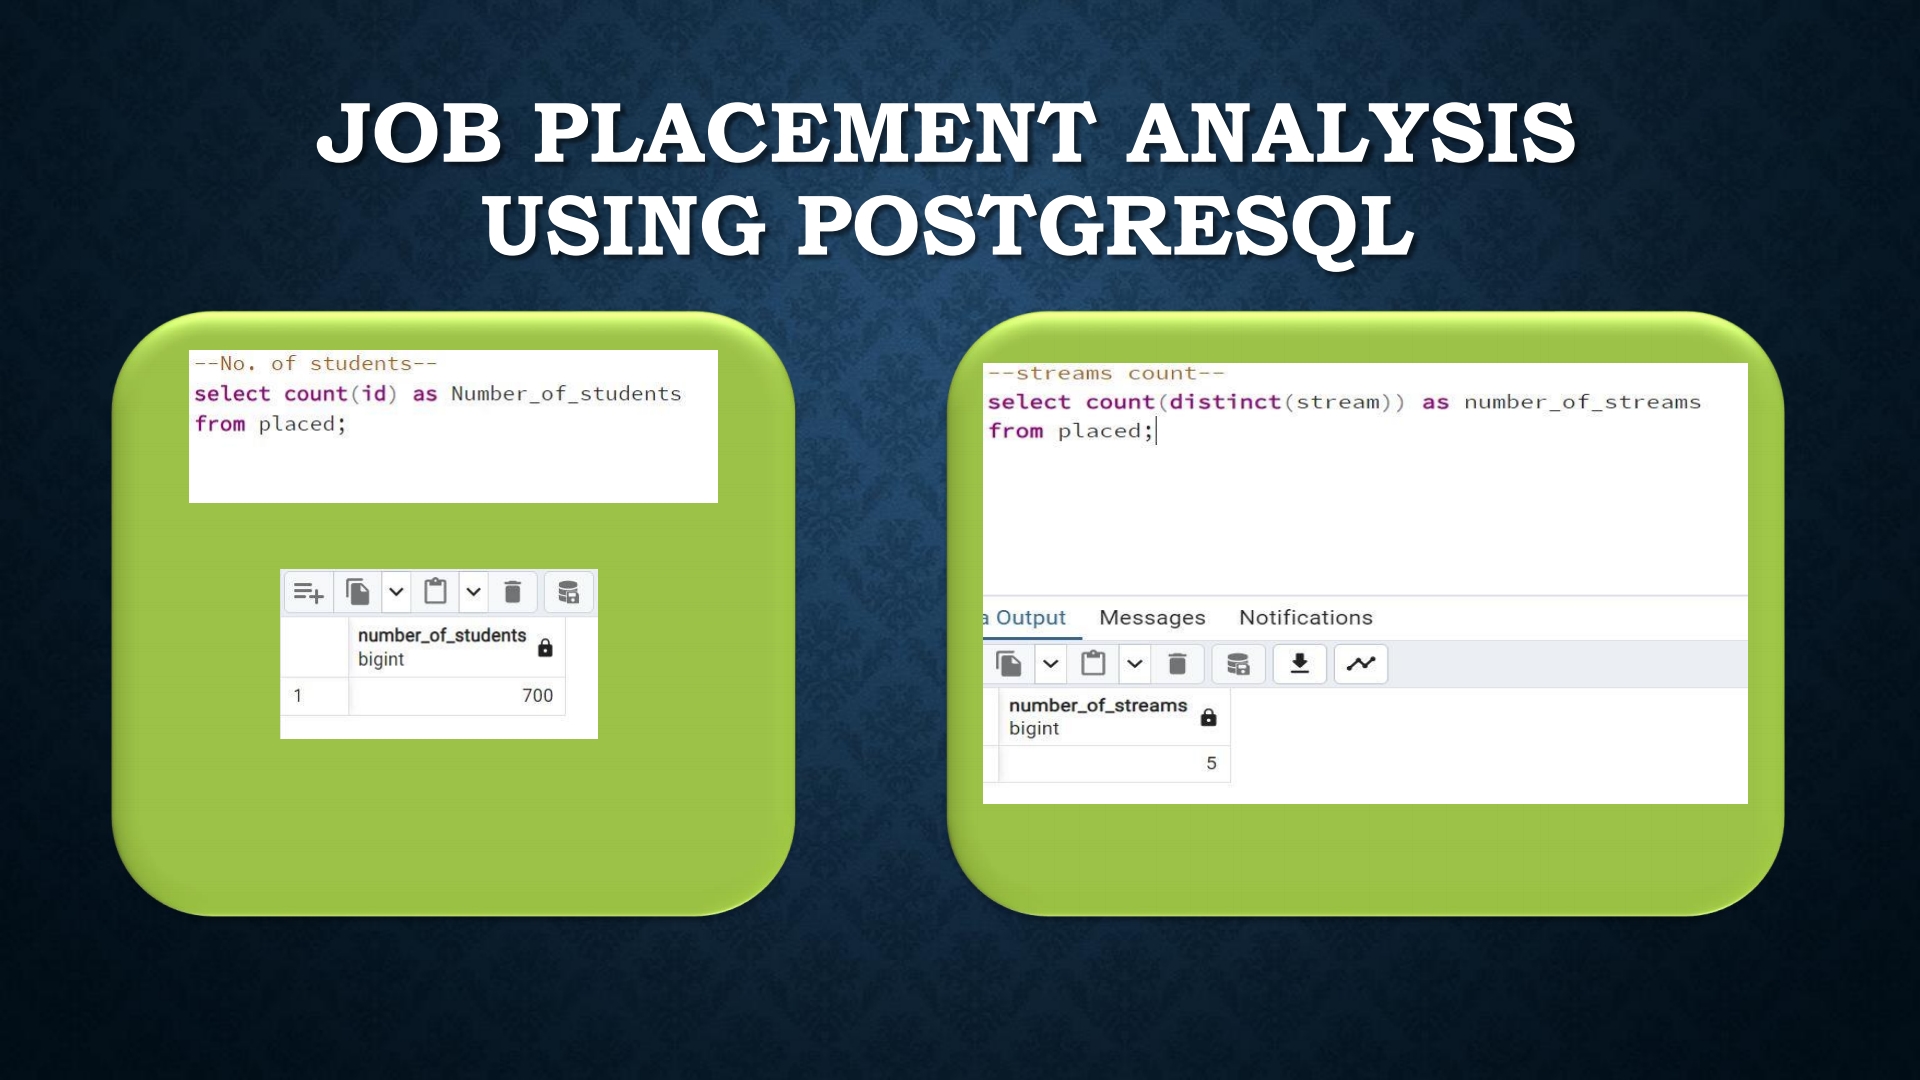 JOB PLACEMENT ANALYSIS
USING POSTGRESQL
--No. of students--
select count(id) as Number_of_students
from placed;
number_of_students
bigint
1 700
--streams count--
select count(distinct(stream)) as number_of_streams
from placed;
a Output Messages Notifications
number_of_streams
bigint
5